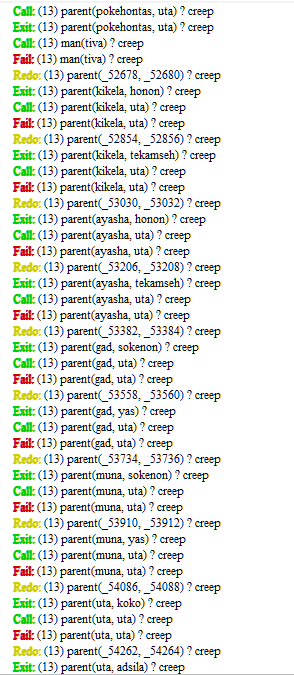 Call: (13) parent(pokehontas, uta) ? creep
Exit: (13) parent(pokehontas, uta) ? creep
Call: (13) man(tiva) ? creep
Fail: (13) man(tiva) ? creep
Redo: (13) parent(_52678, _52680) ? creep
Exit: (13) parent(kikela, honon) ? creep
Call: (13) parent(kikela, uta) ? creep
Fail: (13) parent(kikela, uta) ? creep
Redo: (13) parent(_52854, _52856) ? creep
Exit: (13) parent(kikela, tekamseh) ? creep
Call: (13) parent(kikela, uta) ? creep
Fail: (13) parent(kikela, uta) ? creep
Redo: (13) parent(_53030, _53032) ? creep
Exit: (13) parent(ayasha, honon) ? creep
Call: (13) parent(ayasha, uta) ? creep
Fail: (13) parent(ayasha, uta) ? creep
Redo: (13) parent(_53206, _53208) ? creep
Exit: (13) parent(ayasha, tekamseh) ? creep
Call: (13) parent(ayasha, uta) ? creep
Fail: (13) parent(ayasha, uta) ? creep
Redo: (13) parent(_53382, _53384) ? creep
Exit: (13) parent(gad, sokenon) ? creep
Call: (13) parent(gad, uta) ? creep
Fail: (13) parent(gad, uta) ? creep
Redo: (13) parent(_53558, _53560) ? creep
Exit: (13) parent(gad, yas) ? creep
Call: (13) parent(gad, uta) ? creep
Fail: (13) parent(gad, uta) ? creep
Redo: (13) parent(_53734, _53736) ? creep
Exit: (13) parent(muna, sokenon) ? creep
Call: (13) parent(muna, uta) ? creep
Fail: (13) parent(muna, uta) ? creep
Redo: (13) parent(_53910, _53912) ? creep
Exit: (13) parent(muna, yas) ? creep
Call: (13) parent(muna, uta) ? creep
Fail: (13) parent(muna, uta) ? creep
Redo: (13) parent(_54086, _54088) ? creep
Exit: (13) parent(uta, koko) ? creep
Call: (13) parent(uta, uta) ? creep
Fail: (13) parent(uta, uta) ? creep
Redo: (13) parent(_54262, _54264) ? creep
Exit: (13) parent(uta, adsila) ? creep